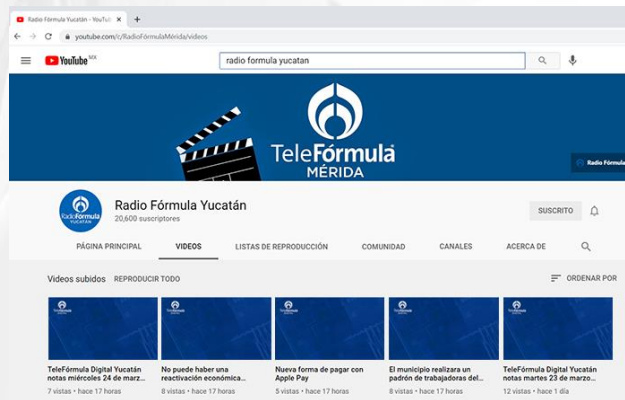 Radio Fórmula Yucatán - YouTub
youtube.com/c/RadioFórmulaMérida/videos
YouTube MX
radio formula yucatan
TeleFórmula
MÉRIDA
Radio Fórmula
RadioFórmula
YUCATÁN
Radio Fórmula Yucatán
20,600 suscriptores
SUSCRITO
PÁGINA PRINCIPAL VIDEOS LISTAS DE REPRODUCCIÓN COMUNIDAD CANALES ACERCA DE
Videos subidos REPRODUCIR TODO ORDENAR POR
TeleFórmula Digital Yucatán
notas miércoles 24 de marz...
7 vistas • hace 17 horas
No puede haber una
reactivación económica...
8 vistas • hace 17 horas
Nueva forma de pagar con
Apple Pay
5 vistas • hace 17 horas
El municipio realizara un
padrón de trabajadoras del...
8 vistas • hace 17 horas
TeleFórmula Digital Yucatán
notas martes 23 de marzo...
12 vistas • hace 1 día